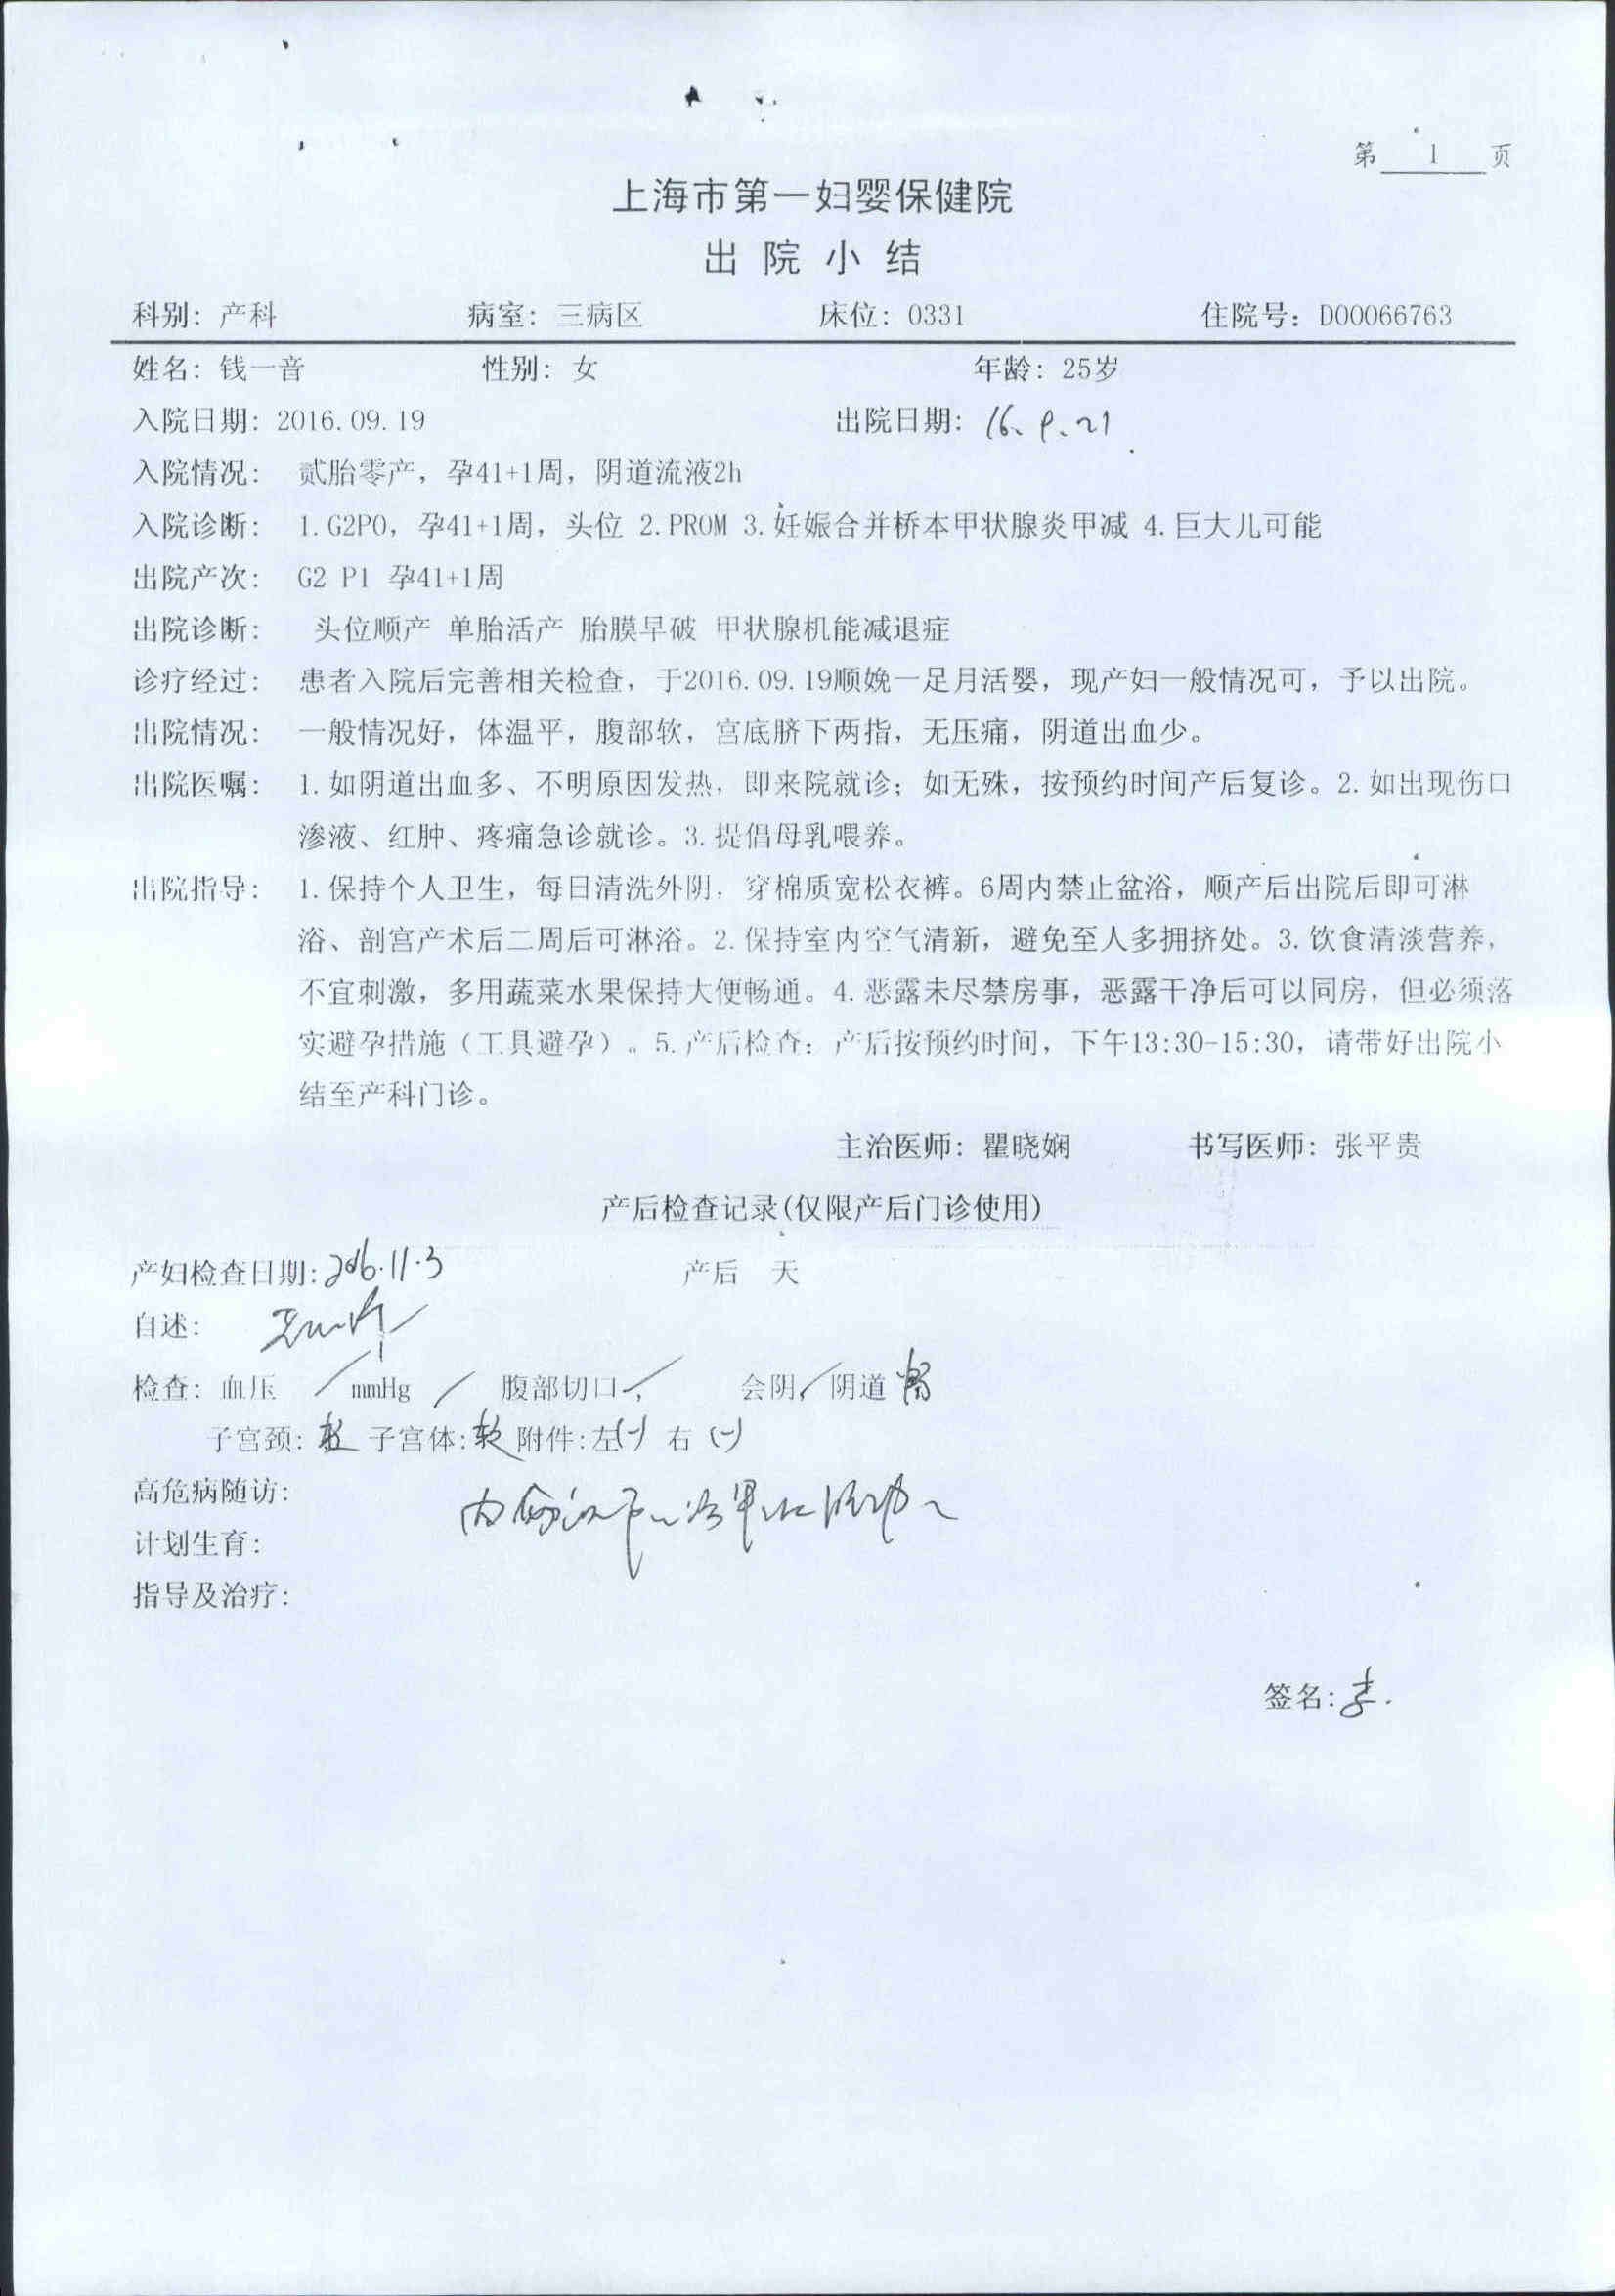 第 1 页
上海市第一妇婴保健院
出院小结
科别：产科 病室：三病区 床位：0331 住院号：D00066763
姓名：钱一音 性别：女 年龄：25岁
入院日期：2016.09.19 出院日期：16、9、21
入院情况： 贰胎零产，孕41+1周，阴道流液2h
入院诊断： 1.G2P0，孕41+1周，头位 2.PROM 3.妊娠合并桥本甲状腺炎甲减 4.巨大儿可能
出院产次： G2 P1 孕41+1周
出院诊断： 头位顺产 单胎活产 胎膜早破 甲状腺机能减退症
诊疗经过： 患者入院后完善相关检查，于2016.09.19顺娩一足月活婴，现产妇一般情况可，予以出院。
出院情况： 一般情况好，体温平，腹部软，宫底脐下两指，无压痛，阴道出血少。
出院医嘱： 1.如阴道出血多、不明原因发热，即来院就诊；如无殊，按预约时间产后复诊。2.如出现伤口
渗液、红肿、疼痛急诊就诊。3.提倡母乳喂养。
出院指导： 1.保持个人卫生，每日清洗外阴，穿棉质宽松衣裤。6周内禁止盆浴，顺产后出院后即可淋
浴、剖宫产术后二周后可淋浴。2.保持室内空气清新，避免至人多拥挤处。3.饮食清淡营养，
不宜刺激，多用蔬菜水果保持大便畅通。4.恶露未尽禁房事，恶露干净后可以同房，但必须落
实避孕措施（工具避孕）。5.产后检查：产后按预约时间，下午13:30-15:30，请带好出院小
结至产科门诊。
主治医师：瞿晓娴 书写医师：张平贵
产后检查记录(仅限产后门诊使用)
产妇检查日期:2016.11.3 产后 天
自述：
检查：血压 / mmHg / 腹部切口 / 会阴 / 阴道
子宫颈: 子宫体:软 附件:左(-) 右(-)
高危病随访：
计划生育：
指导及治疗：
签名:李.